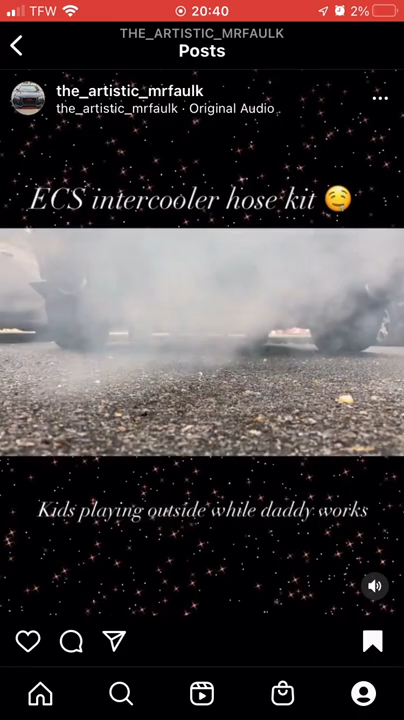 TFW 20:40 2%
THE_ARTISTIC_MRFAULK
Posts
the_artistic_mrfaulk
the_artistic_mrfaulk · Original Audio
ECS intercooler hose kit 🤤
Kids playing outside while daddy works